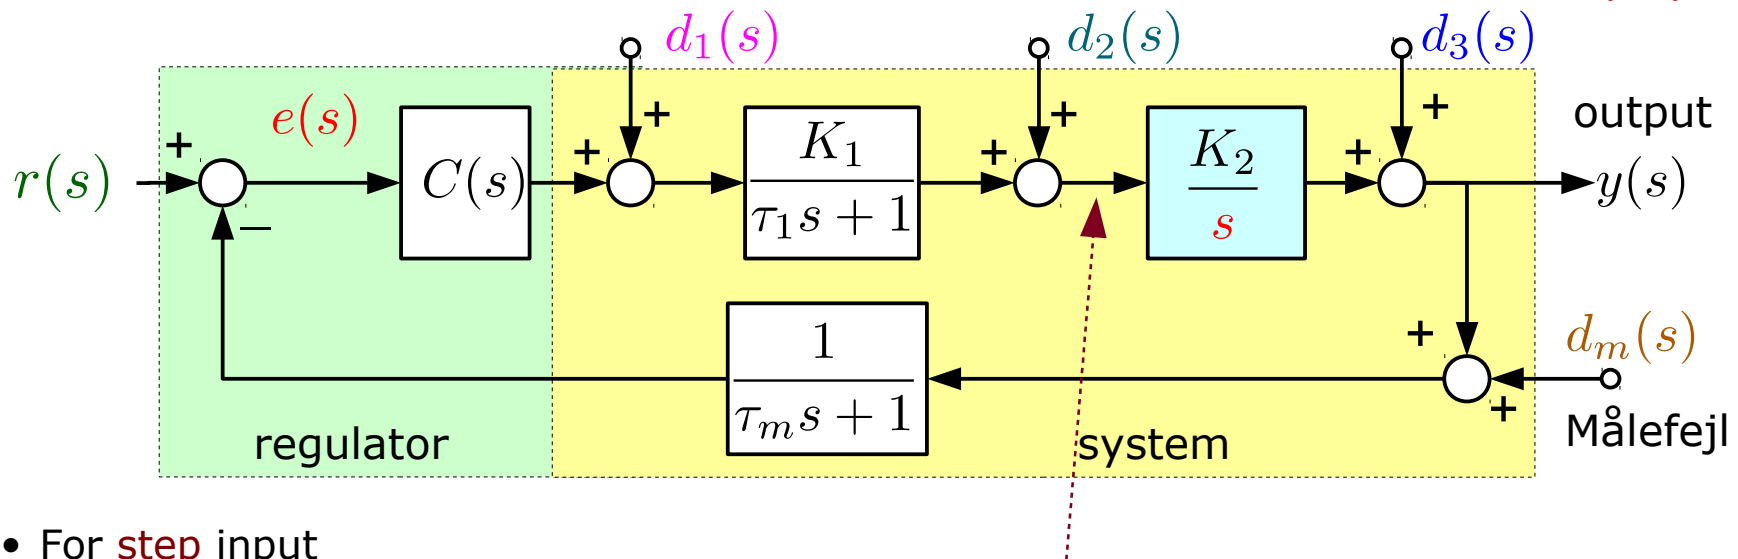 d₁(s) d₂(s) d₃(s)
+ + +
e(s) output
r(s) + C(s) + K₁/(τ₁s + 1) + K₂/s + y(s)
−
1/(τₘs + 1) + dₘ(s)
+
regulator system Målefejl
• For step input